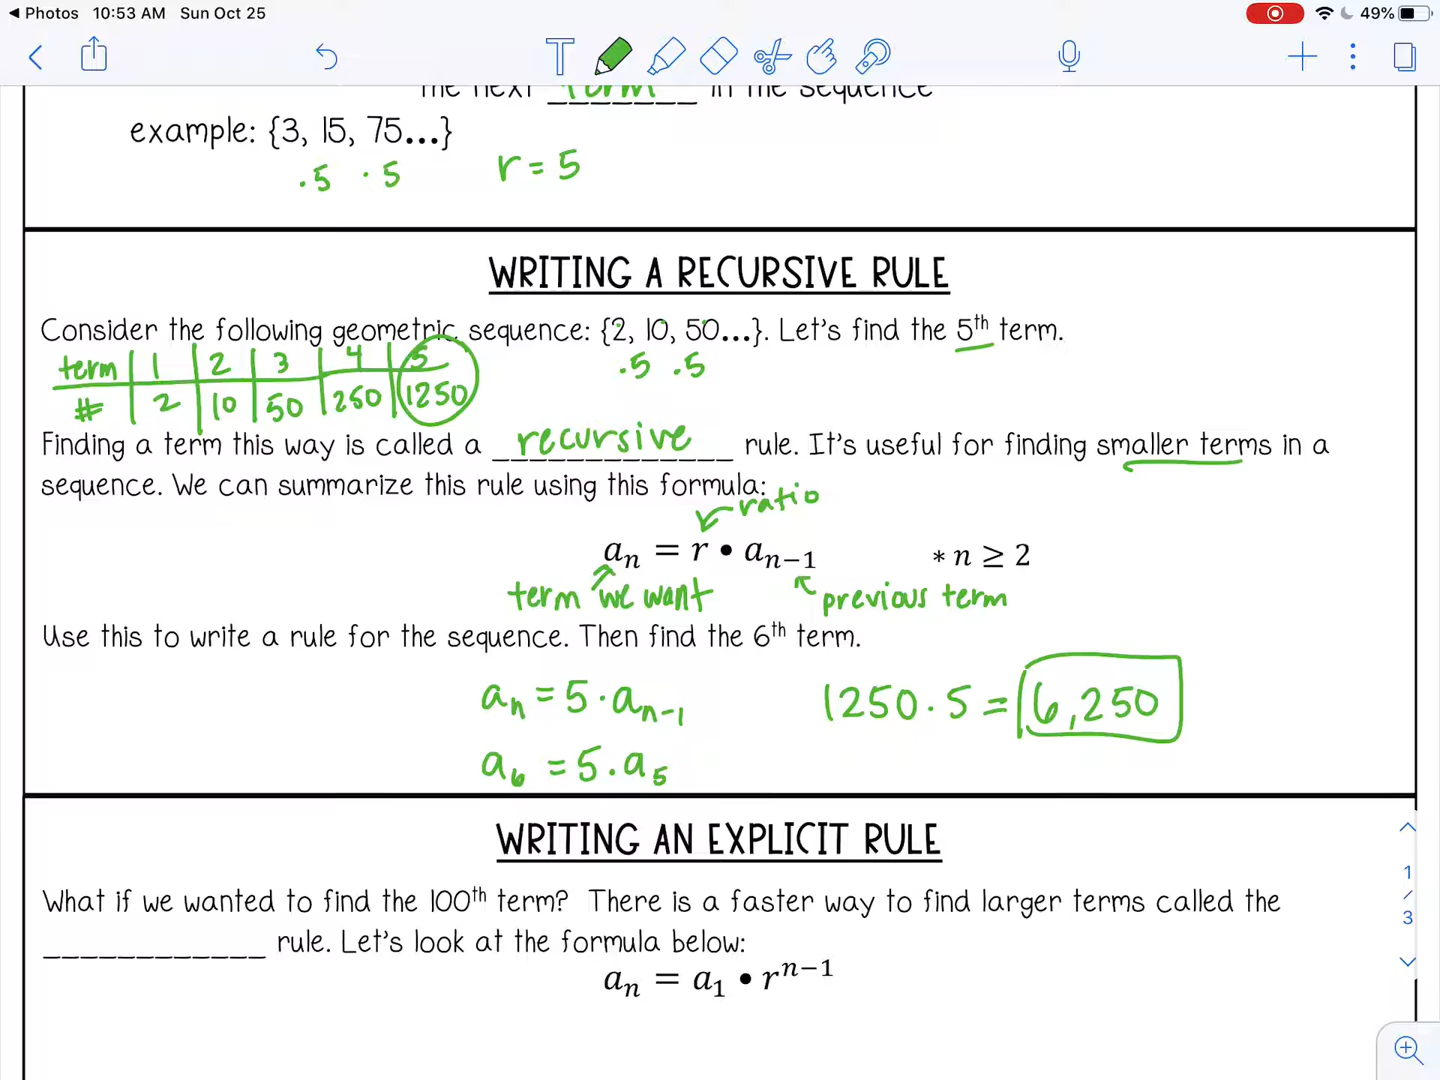 Photos 10:53 AM Sun Oct 25 49%
T
the next term in the sequence
example: {3, 15, 75...}
·5 ·5 r = 5
WRITING A RECURSIVE RULE
Consider the following geometric sequence: {2, 10, 50...}. Let's find the 5th term.
term 1 2 3 4 5
·5 ·5
# 2 10 50 250 1250
Finding a term this way is called a recursive rule. It's useful for finding smaller terms in a
sequence. We can summarize this rule using this formula:
ratio
aₙ = r • aₙ₋₁ * n ≥ 2
term we want previous term
Use this to write a rule for the sequence. Then find the 6th term.
aₙ = 5 · aₙ₋₁ 1250 · 5 = 6,250
a₆ = 5 · a₅
WRITING AN EXPLICIT RULE
What if we wanted to find the 100th term? There is a faster way to find larger terms called the
____________ rule. Let's look at the formula below:
aₙ = a₁ • rⁿ⁻¹
1
/
3